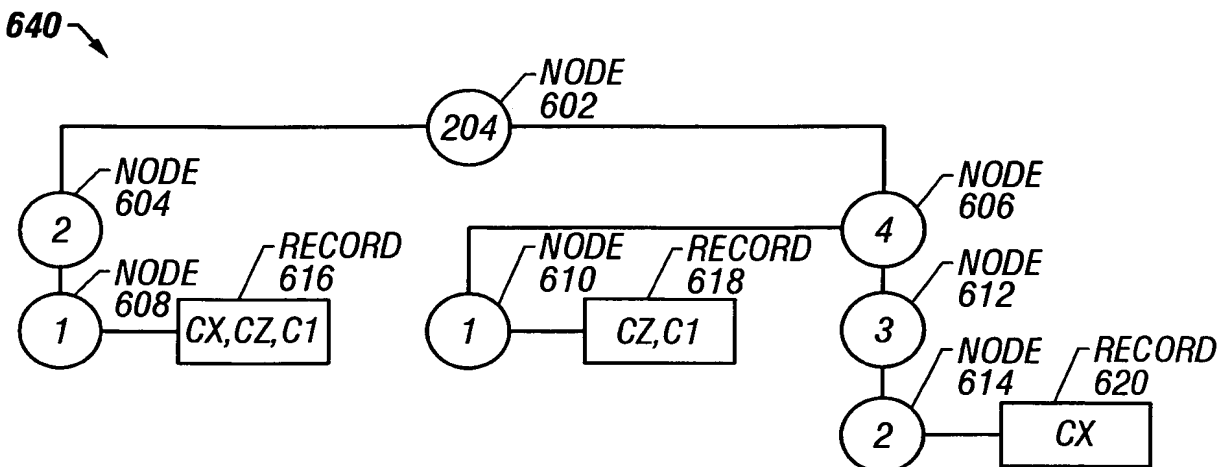 640
NODE
602
204
NODE
604
2
NODE
606
4
RECORD
616
NODE
608
1
CX,CZ,C1
NODE
610
1
RECORD
618
CZ,C1
NODE
612
3
NODE
614
2
RECORD
620
CX